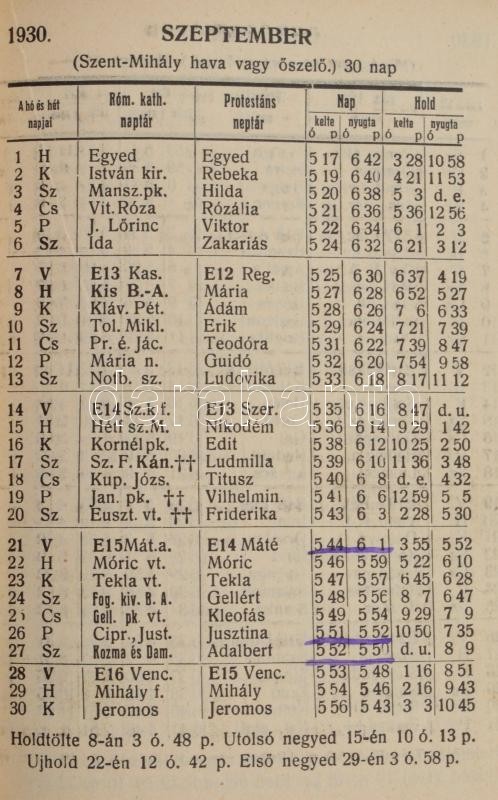 1930. SZEPTEMBER
(Szent-Mihály hava vagy őszelő.) 30 nap
A hó és hét napjai Róm. kath. naptár Protestáns neptár Nap Hold
kelte nyugta kelte nyugta
ó p ó p ó p ó p
1 H Egyed Egyed 5 17 6 42 3 28 10 58
2 K István kir. Rebeka 5 19 6 40 4 21 11 53
3 Sz Mansz. pk. Hilda 5 20 6 38 5 3 d. e.
4 Cs Vit. Róza Rózália 5 21 6 36 5 36 12 56
5 P J. Lőrinc Viktor 5 22 6 34 6 1 2 3
6 Sz Ida Zakariás 5 24 6 32 6 21 3 12
7 V E13 Kas. E12 Reg. 5 25 6 30 6 37 4 19
8 H Kis B.-A. Mária 5 27 6 28 6 52 5 27
9 K Kláv. Pét. Ádám 5 28 6 26 7 6 6 33
10 Sz Tol. Mikl. Erik 5 29 6 24 7 21 7 39
11 Cs Pr. é. Jác. Teodóra 5 31 6 22 7 39 8 47
12 P Mária n. Guidó 5 32 6 20 7 54 9 58
13 Sz Notb. sz. Ludovika 5 33 6 18 8 17 11 12
14 V E14 Sz. k f. E13 Szer. 5 35 6 16 8 47 d. u.
15 H Hétf sz. M. Nikodém 5 36 6 14 9 29 1 42
16 K Kornél pk. Edit 5 38 6 12 10 25 2 50
17 Sz Sz. F. Kán. †† Ludmilla 5 39 6 10 11 36 3 48
18 Cs Kup. Józs. Titusz 5 40 6 8 d. e. 4 32
19 P Jan. pk. †† Vilhelmin. 5 41 6 6 12 59 5 5
20 Sz Euszt. vt. †† Friderika 5 43 6 3 2 28 5 30
21 V E15 Mát. a. E14 Máté 5 44 6 1 3 55 5 52
22 H Móric vt. Móric 5 46 5 59 5 22 6 10
23 K Tekla vt. Tekla 5 47 5 57 6 45 6 28
24 Sz Fog. kiv. B. A. Gellért 5 48 5 56 8 7 6 47
25 Cs Gell. pk. vt. Kleofás 5 49 5 54 9 29 7 9
26 P Cipr., Just. Jusztina 5 51 5 52 10 50 7 35
27 Sz Kozma és Dam. Adalbert 5 52 5 50 d. u. 8 9
28 V E16 Venc. E15 Venc. 5 53 5 48 1 16 8 51
29 H Mihály f. Mihály 5 54 5 46 2 16 9 43
30 K Jeromos Jeromos 5 56 5 43 3 3 10 45
Holdtölte 8-án 3 ó. 48 p. Utolsó negyed 15-én 10 ó. 13 p.
Ujhold 22-én 12 ó. 42 p. Első negyed 29-én 3 ó. 58 p.
darabanth